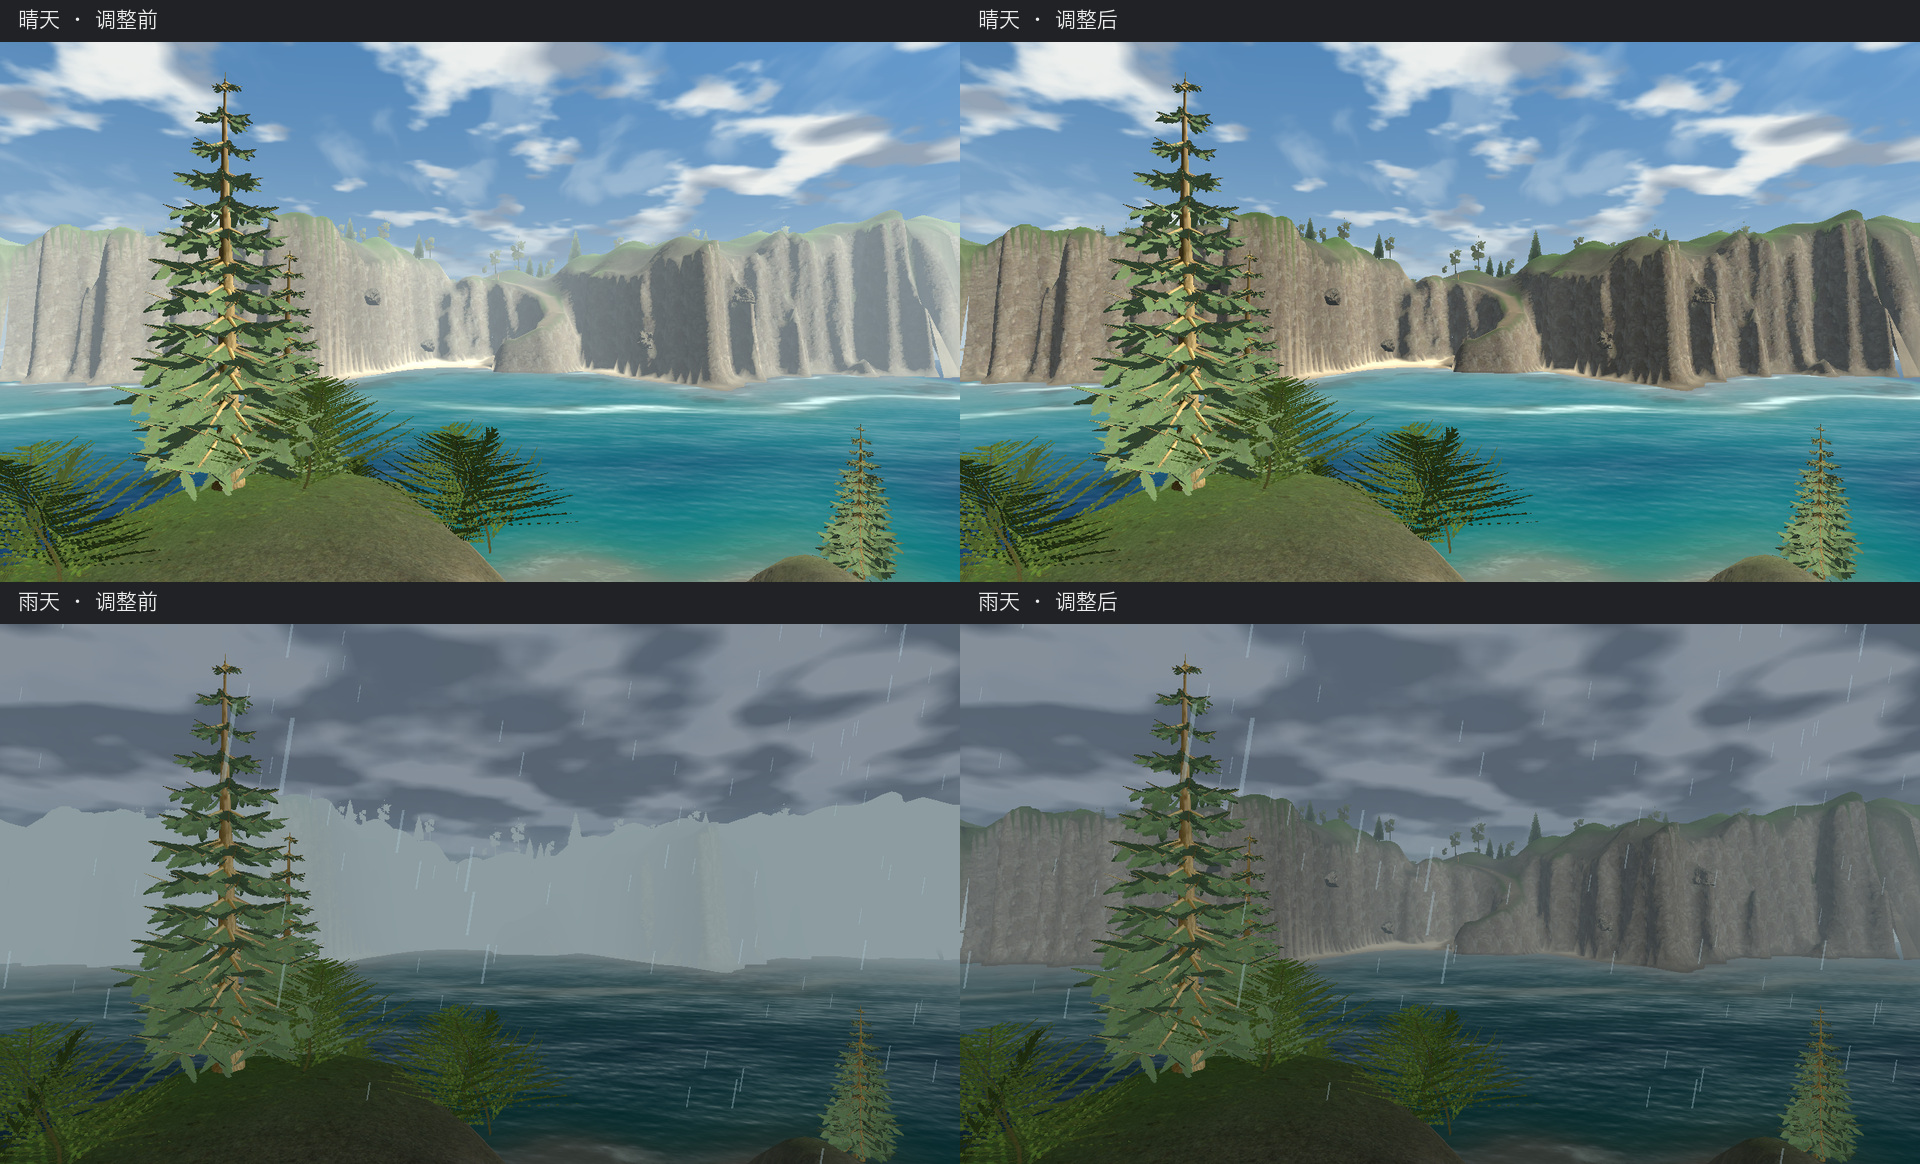 晴天 · 调整前
晴天 · 调整后
雨天 · 调整前
雨天 · 调整后